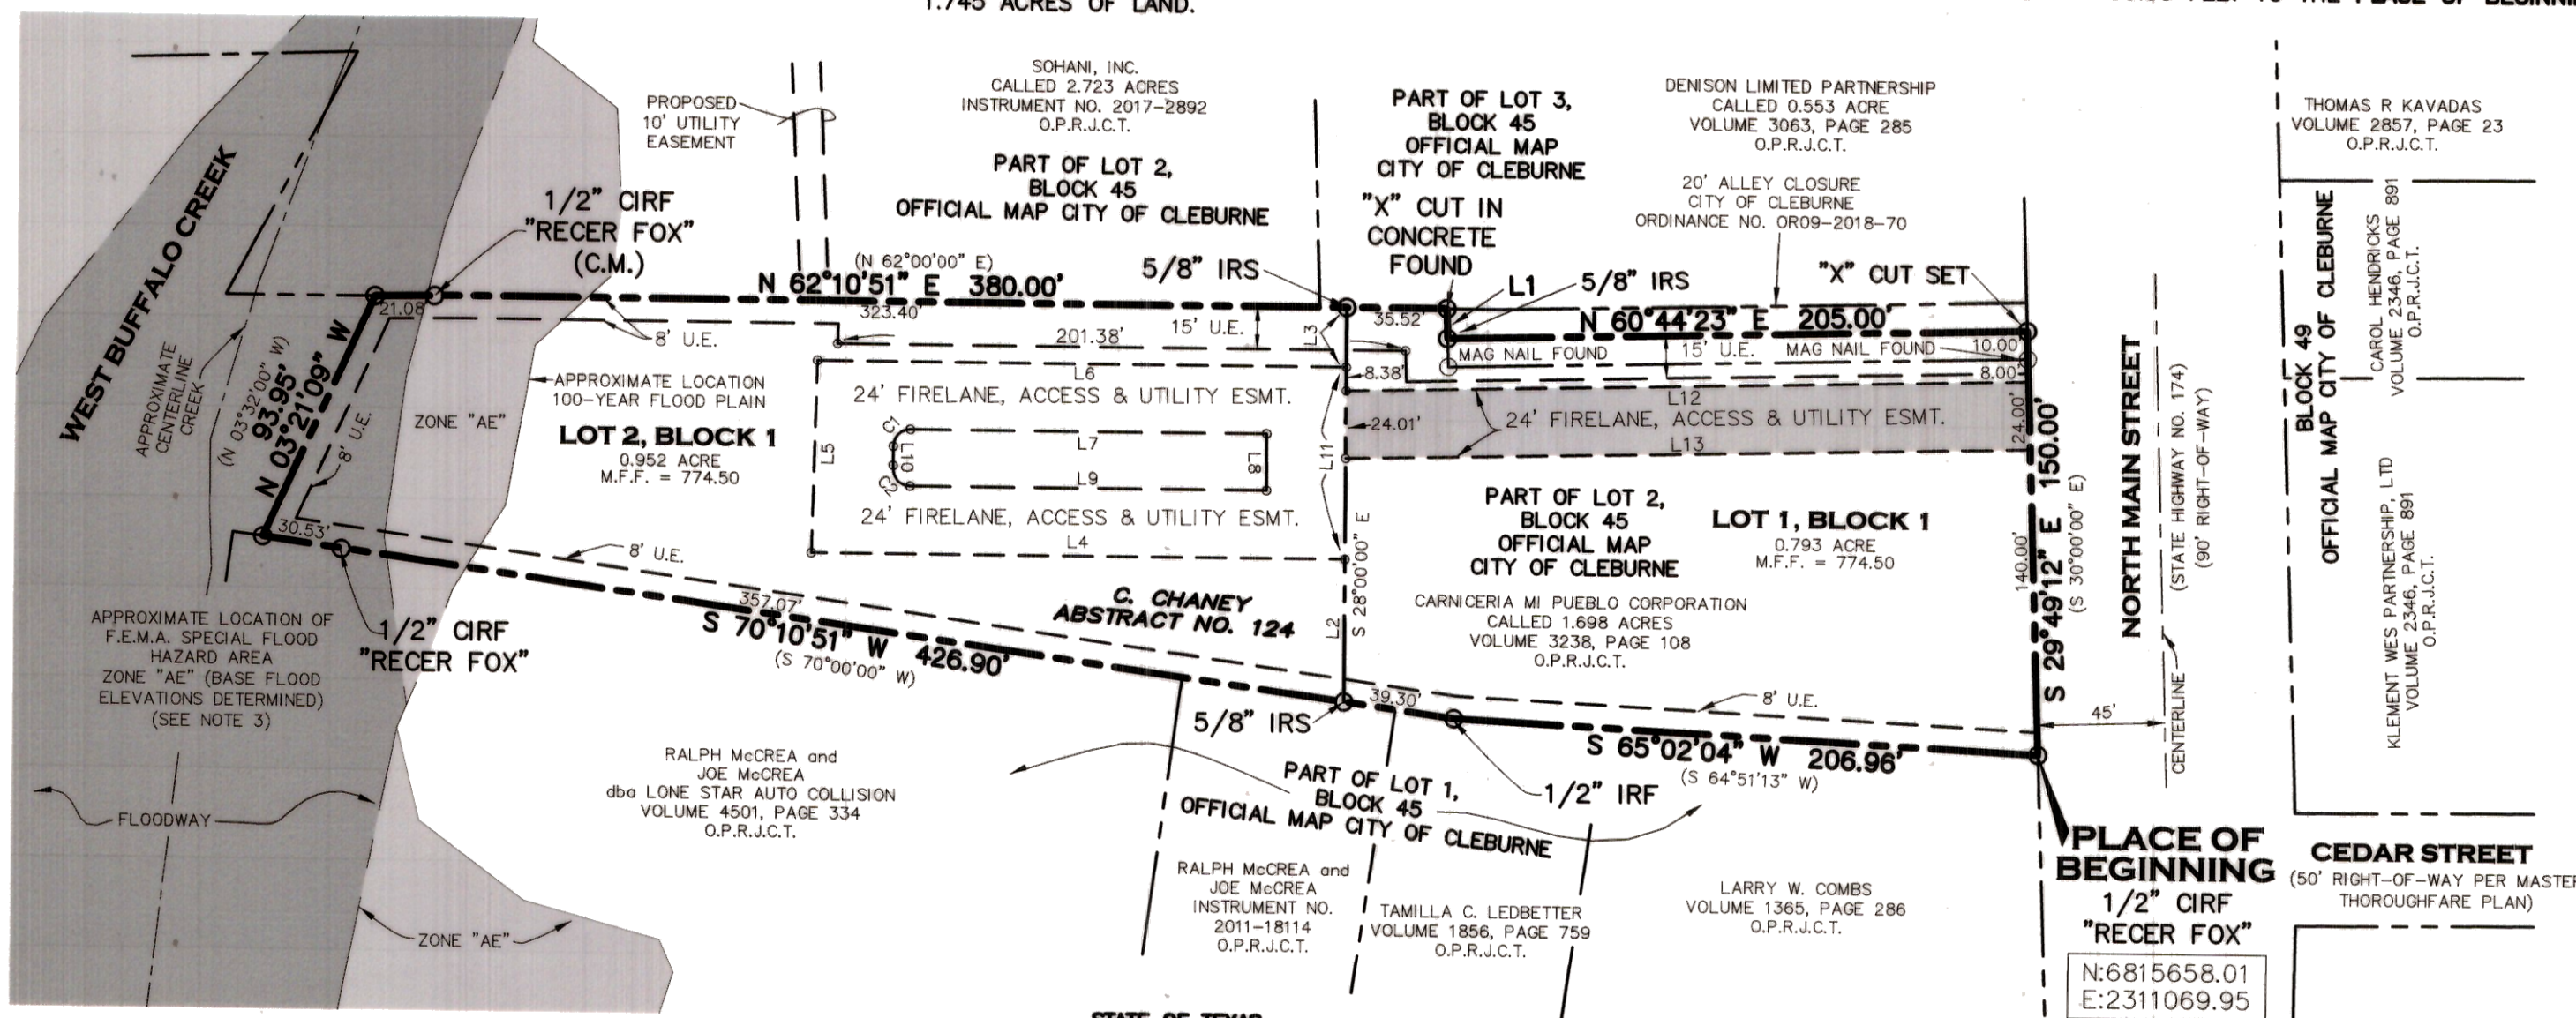 1.745 ACRES OF LAND.
SOHANI, INC.
CALLED 2.723 ACRES
INSTRUMENT NO. 2017-2892
O.P.R.J.C.T.
PROPOSED
10' UTILITY
EASEMENT
PART OF LOT 2,
BLOCK 45
OFFICIAL MAP CITY OF CLEBURNE
PART OF LOT 3,
BLOCK 45
OFFICIAL MAP
CITY OF CLEBURNE
DENISON LIMITED PARTNERSHIP
CALLED 0.553 ACRE
VOLUME 3063, PAGE 285
O.P.R.J.C.T.
20' ALLEY CLOSURE
CITY OF CLEBURNE
ORDINANCE NO. OR09-2018-70
THOMAS R KAVADAS
VOLUME 2857, PAGE 23
O.P.R.J.C.T.
WEST BUFFALO CREEK
1/2" CIRF
"RECER FOX"
(C.M.)
"X" CUT IN
CONCRETE
FOUND
(N 62°00'00" E)
N 62°10'51" E 380.00'
5/8" IRS
L1
5/8" IRS
"X" CUT SET
21.08'
323.40'
35.52'
N 60°44'23" E 205.00'
8' U.E.
201.38'
15' U.E.
L3
MAG NAIL FOUND
15' U.E.
MAG NAIL FOUND
10.00'
8.00'
APPROXIMATE
CENTERLINE
CREEK
(N 03°32'00" W)
93.95'
N 03°21'09" W
8' U.E.
ZONE "AE"
APPROXIMATE LOCATION
100-YEAR FLOOD PLAIN
LOT 2, BLOCK 1
0.952 ACRE
M.F.F. = 774.50
L6
24' FIRELANE, ACCESS & UTILITY ESMT.
L5
C1
L10
C2
L7
L8
L9
24' FIRELANE, ACCESS & UTILITY ESMT.
L4
8.38'
24.01'
L11
L12
24' FIRELANE, ACCESS & UTILITY ESMT.
L13
24.00'
PART OF LOT 2,
BLOCK 45
OFFICIAL MAP
CITY OF CLEBURNE
LOT 1, BLOCK 1
0.793 ACRE
M.F.F. = 774.50
CARNICERIA MI PUEBLO CORPORATION
CALLED 1.698 ACRES
VOLUME 3238, PAGE 108
O.P.R.J.C.T.
S 28°00'00" E
L2
140.00'
S 29°49'12" E 150.00'
(S 30°00'00" E)
NORTH MAIN STREET
(STATE HIGHWAY NO. 174)
(90' RIGHT-OF-WAY)
CENTERLINE
45'
BLOCK 49
OFFICIAL MAP CITY OF CLEBURNE
CAROL HENDRICKS
VOLUME 2346, PAGE 891
O.P.R.J.C.T.
KLEMENT WES PARTNERSHIP, LTD
VOLUME 2346, PAGE 891
O.P.R.J.C.T.
30.53'
8' U.E.
357.07'
S 70°10'51" W 426.90'
(S 70°00'00" W)
C. CHANEY
ABSTRACT NO. 124
1/2" CIRF
"RECER FOX"
APPROXIMATE LOCATION OF
F.E.M.A. SPECIAL FLOOD
HAZARD AREA
ZONE "AE" (BASE FLOOD
ELEVATIONS DETERMINED)
(SEE NOTE 3)
FLOODWAY
ZONE "AE"
39.30'
5/8" IRS
8' U.E.
S 65°02'04" W 206.96'
(S 64°51'13" W)
1/2" IRF
RALPH McCREA and
JOE McCREA
dba LONE STAR AUTO COLLISION
VOLUME 4501, PAGE 334
O.P.R.J.C.T.
PART OF LOT 1,
BLOCK 45
OFFICIAL MAP CITY OF CLEBURNE
RALPH McCREA and
JOE McCREA
INSTRUMENT NO.
2011-18114
O.P.R.J.C.T.
TAMILLA C. LEDBETTER
VOLUME 1856, PAGE 759
O.P.R.J.C.T.
LARRY W. COMBS
VOLUME 1365, PAGE 286
O.P.R.J.C.T.
PLACE OF
BEGINNING
1/2" CIRF
"RECER FOX"
N:6815658.01
E:2311069.95
CEDAR STREET
(50' RIGHT-OF-WAY PER MASTER
THOROUGHFARE PLAN)
STATE OF TEXAS